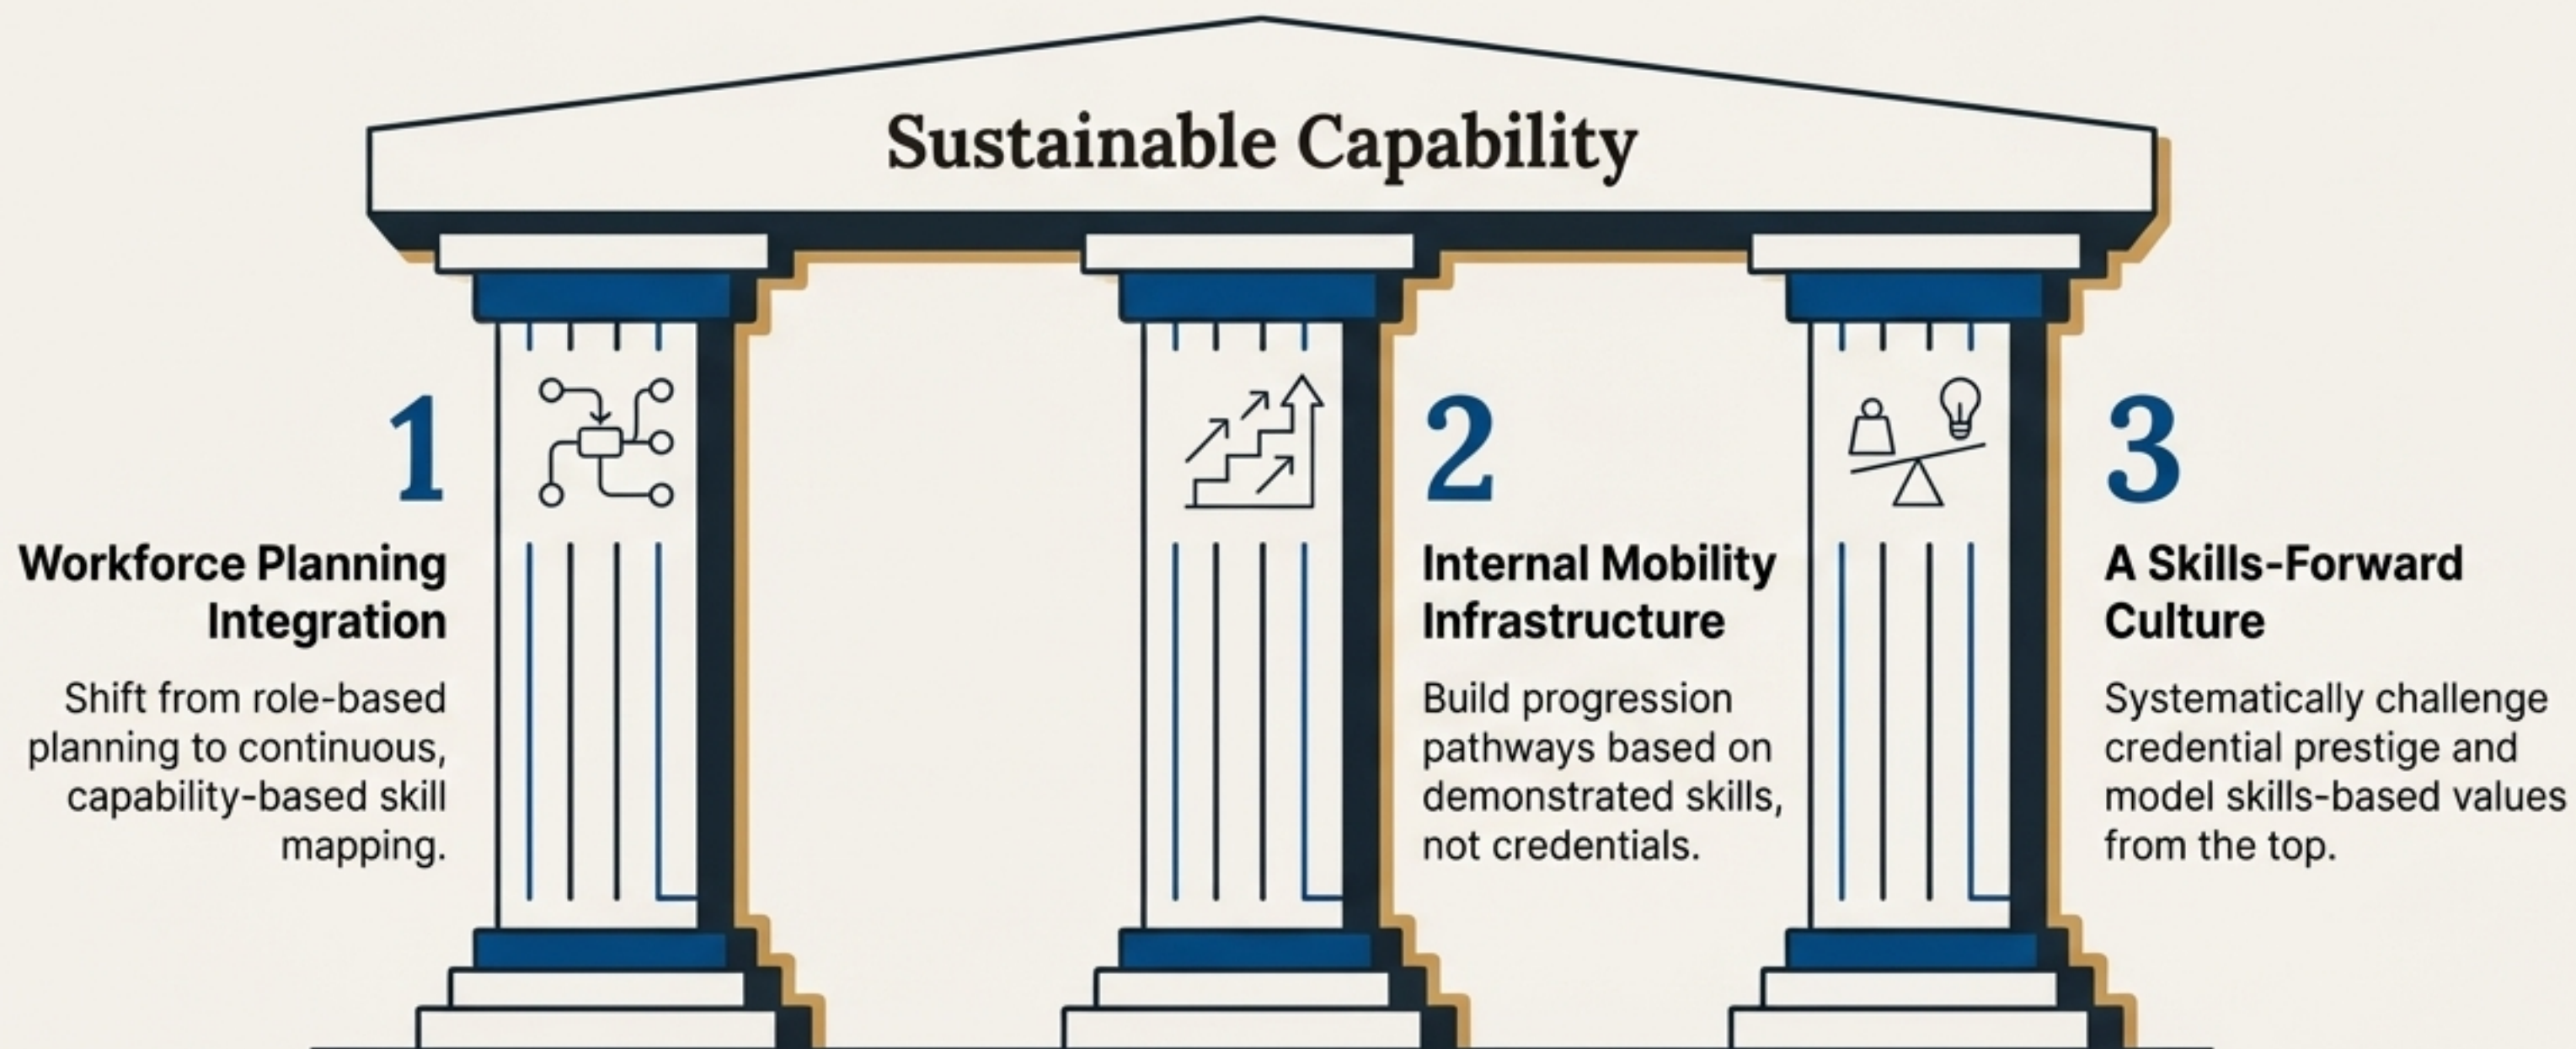 Sustainable Capability
1
Workforce Planning
Integration
Shift from role-based
planning to continuous,
capability-based skill
mapping.
2
Internal Mobility
Infrastructure
Build progression
pathways based on
demonstrated skills,
not credentials.
3
A Skills-Forward
Culture
Systematically challenge
credential prestige and
model skills-based values
from the top.